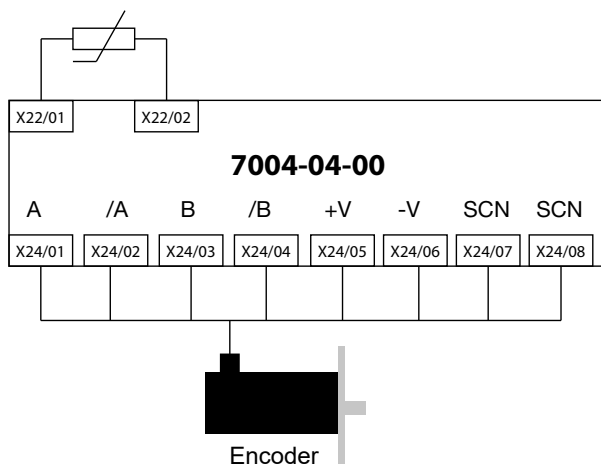 X22/01 X22/02
7004-04-00
A /A B /B +V -V SCN SCN
X24/01 X24/02 X24/03 X24/04 X24/05 X24/06 X24/07 X24/08
Encoder